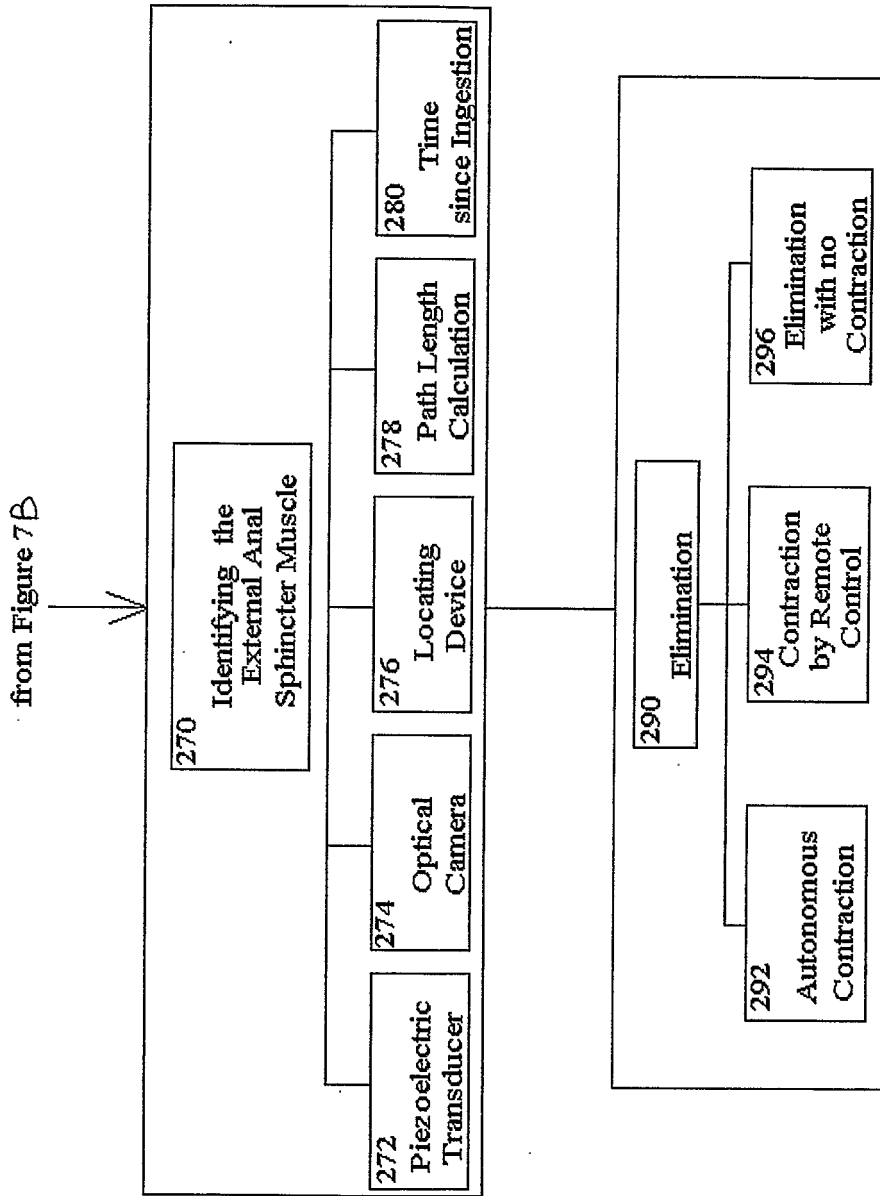 from Figure 7B
270
Identifying the
External Anal
Sphincter Muscle
272
Piezoelectric
Transducer
274
Optical
Camera
276
Locating
Device
278
Path Length
Calculation
280
Time
since Ingestion
290
Elimination
292
Autonomous
Contraction
294
Contraction
by Remote
Control
296
Elimination
with no
Contraction